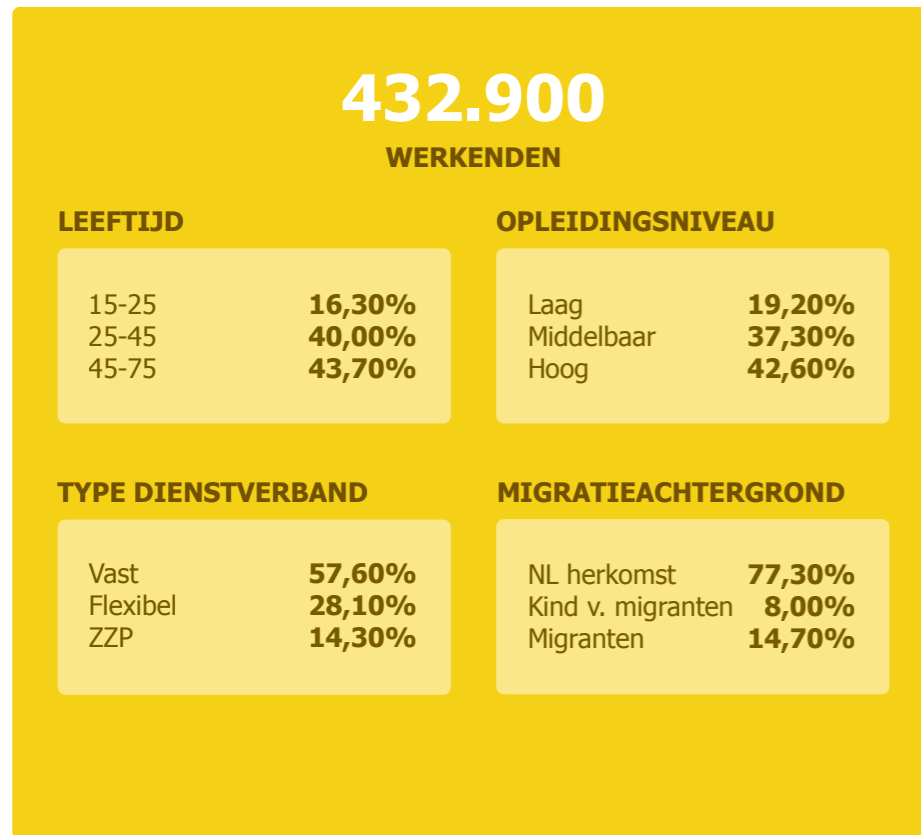 432.900
WERKENDEN
LEEFTIJD
15-25 16,30%
25-45 40,00%
45-75 43,70%
OPLEIDINGSNIVEAU
Laag 19,20%
Middelbaar 37,30%
Hoog 42,60%
TYPE DIENSTVERBAND
Vast 57,60%
Flexibel 28,10%
ZZP 14,30%
MIGRATIEACHTERGROND
NL herkomst 77,30%
Kind v. migranten 8,00%
Migranten 14,70%